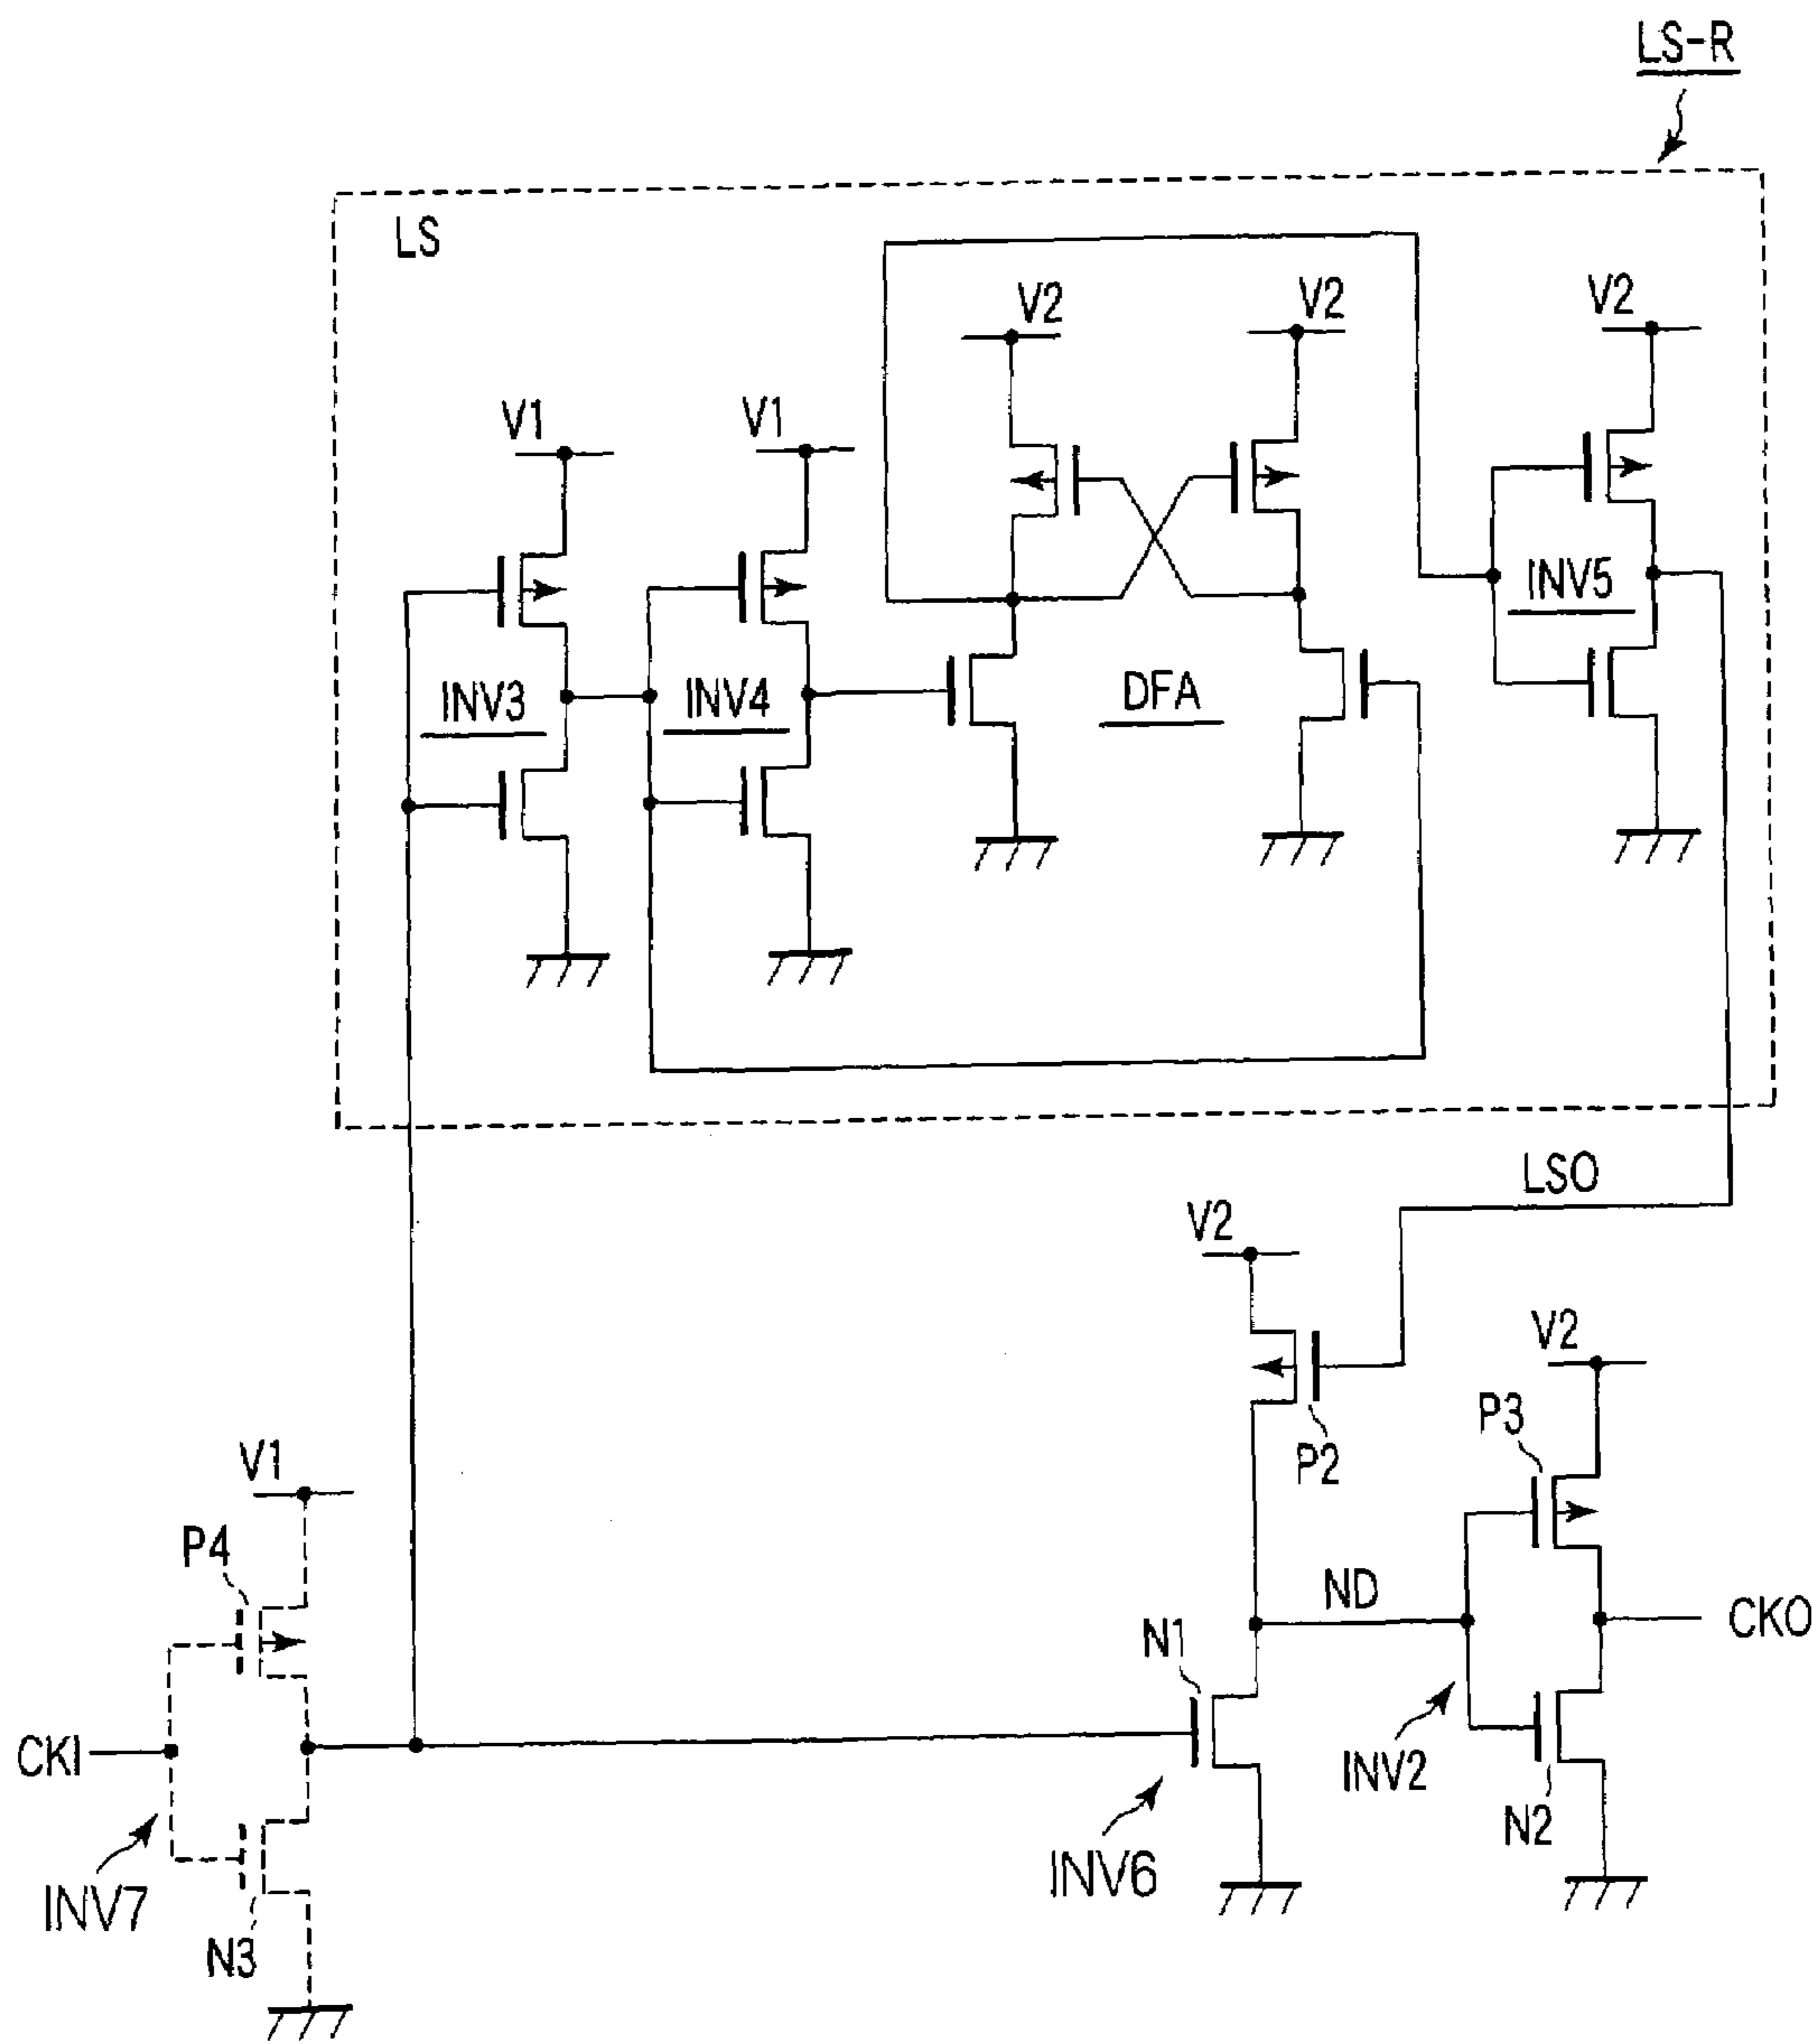 LS-R
LS
V2
V2
V2
V1
V1
INV3
INV4
DFA
INV5
LSO
V2
V2
P2
P3
V1
P4
ND
N1
CKO
CKI
INV7
N3
INV6
INV2
N2